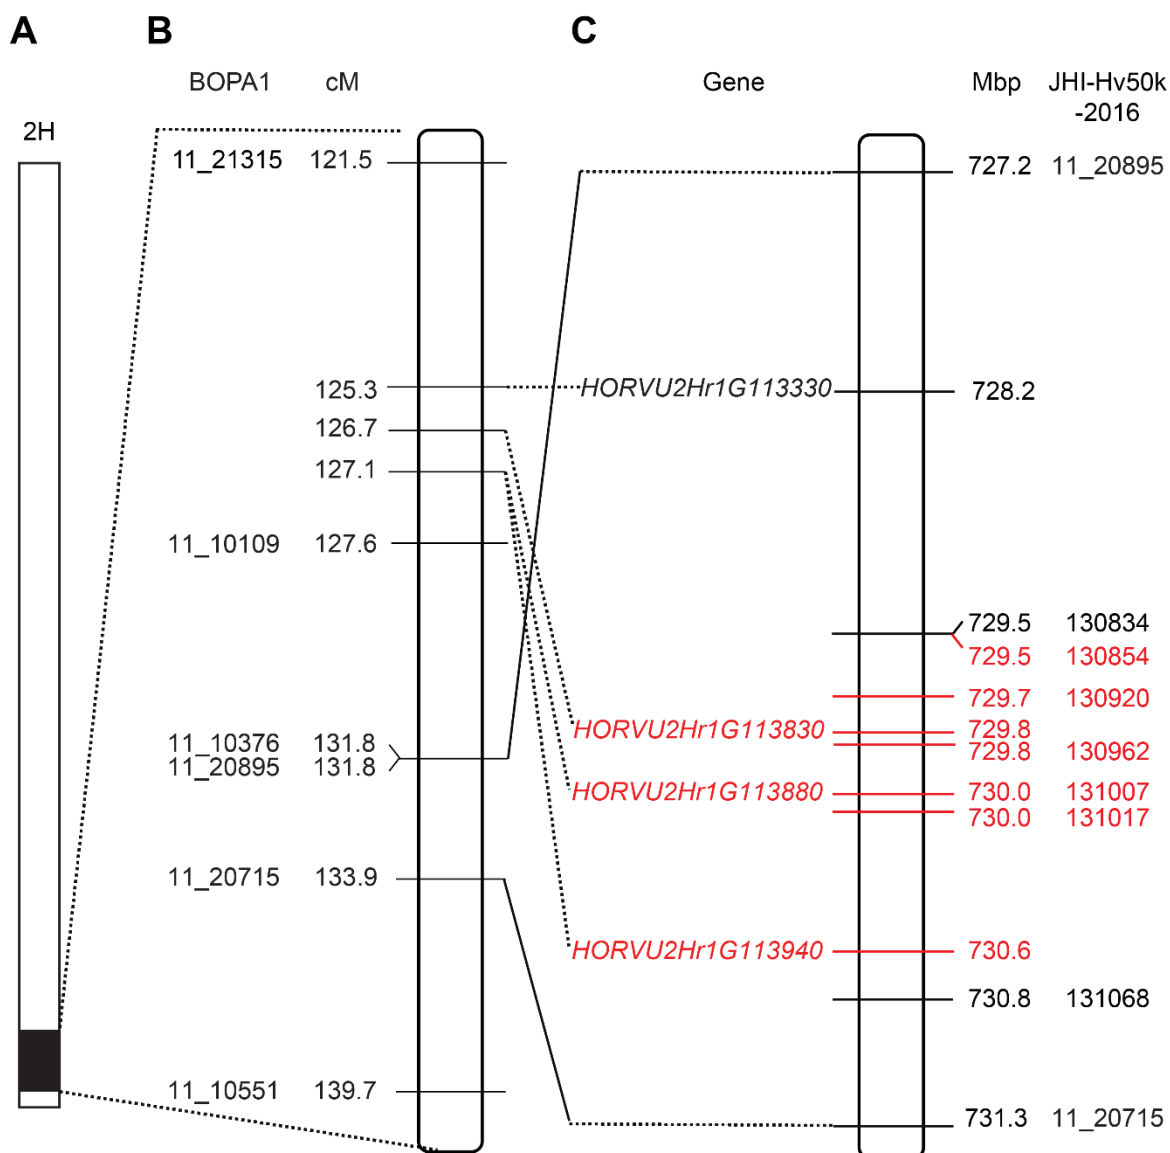 A
B
C
BOPA1 cM
Gene
Mbp JHI-Hv50k
-2016
2H
11_21315 121.5
727.2 11_20895
125.3
HORVU2Hr1G113330
728.2
126.7
127.1
11_10109 127.6
729.5 130834
729.5 130854
729.7 130920
HORVU2Hr1G113830
729.8
11_10376 131.8
729.8 130962
11_20895 131.8
HORVU2Hr1G113880
730.0 131007
730.0 131017
11_20715 133.9
HORVU2Hr1G113940
730.6
730.8 131068
11_10551 139.7
731.3 11_20715